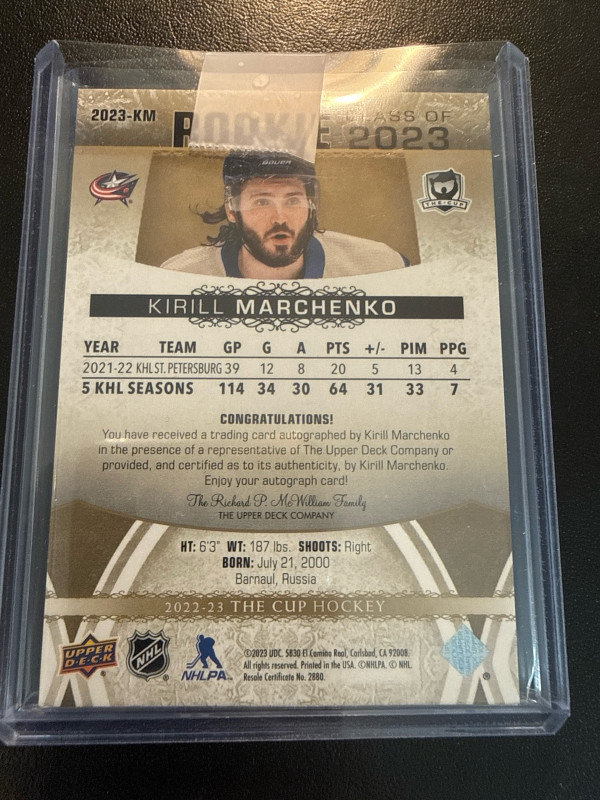 2023-KM
ROOKIE CLASS OF
2023
BAUER
THE CUP
KIRILL MARCHENKO
YEAR TEAM GP G A PTS +/- PIM PPG
2021-22 KHL ST. PETERSBURG 39 12 8 20 5 13 4
5 KHL SEASONS 114 34 30 64 31 33 7
CONGRATULATIONS!
You have received a trading card autographed by Kirill Marchenko
in the presence of a representative of The Upper Deck Company or
provided, and certified as to its authenticity, by Kirill Marchenko.
Enjoy your autograph card!
The Richard P. McWilliam Family
THE UPPER DECK COMPANY
HT: 6'3" WT: 187 lbs. SHOOTS: Right
BORN: July 21, 2000
Barnaul, Russia
2022-23 THE CUP HOCKEY
UPPER DECK
NHL
NHLPA
©2023 UDC. 5830 El Camino Real, Carlsbad, CA 92008.
All rights reserved. Printed in the USA. ©NHLPA. © NHL.
Resale Certificate No. 2880.